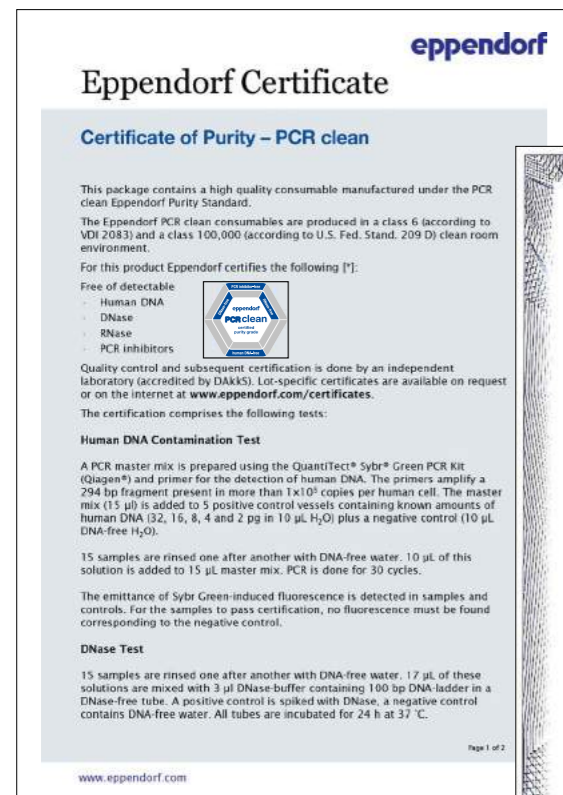 eppendorf
Eppendorf Certificate
Certificate of Purity – PCR clean
This package contains a high quality consumable manufactured under the PCR
clean Eppendorf Purity Standard.
The Eppendorf PCR clean consumables are produced in a class 6 (according to
VDI 2083) and a class 100,000 (according to U.S. Fed. Stand. 209 D) clean room
environment.
For this product Eppendorf certifies the following [*]:
Free of detectable
- Human DNA
- DNase
- RNase
- PCR inhibitors
PCR inhibitor-free
eppendorf
PCR clean
certified
purity grade
human DNA-free
Quality control and subsequent certification is done by an independent
laboratory (accredited by DAkkS). Lot-specific certificates are available on request
or on the internet at www.eppendorf.com/certificates.
The certification comprises the following tests:
Human DNA Contamination Test
A PCR master mix is prepared using the QuantiTect® Sybr® Green PCR Kit
(Qiagen®) and primer for the detection of human DNA. The primers amplify a
294 bp fragment present in more than 1x10⁵ copies per human cell. The master
mix (15 µl) is added to 5 positive control vessels containing known amounts of
human DNA (32, 16, 8, 4 and 2 pg in 10 µL H₂O) plus a negative control (10 µL
DNA-free H₂O).
15 samples are rinsed one after another with DNA-free water. 10 µL of this
solution is added to 15 µL master mix. PCR is done for 30 cycles.
The emittance of Sybr Green-induced fluorescence is detected in samples and
controls. For the samples to pass certification, no fluorescence must be found
corresponding to the negative control.
DNase Test
15 samples are rinsed one after another with DNA-free water. 17 µL of these
solutions are mixed with 3 µl DNase-buffer containing 100 bp DNA-ladder in a
DNase-free tube. A positive control is spiked with DNase, a negative control
contains DNA-free water. All tubes are incubated for 24 h at 37 °C.
Page 1 of 2
www.eppendorf.com